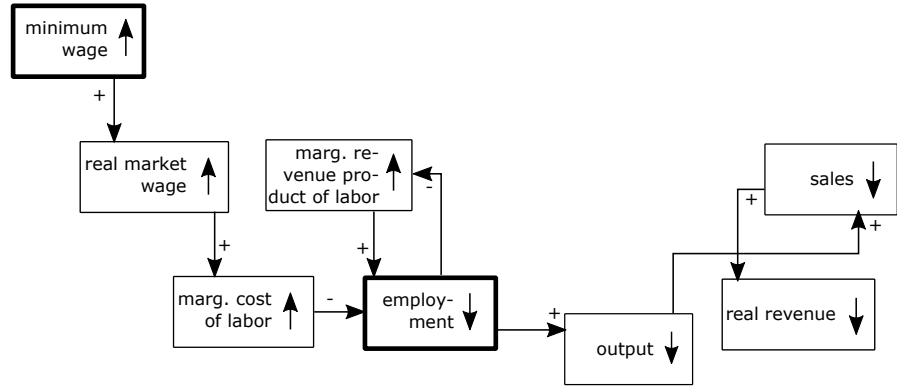 minimum
wage
+
real market
wage
+
marg. cost
of labor
-
marg. re-
venue pro-
duct of labor
+
-
employ-
ment
+
output
+
sales
+
real revenue